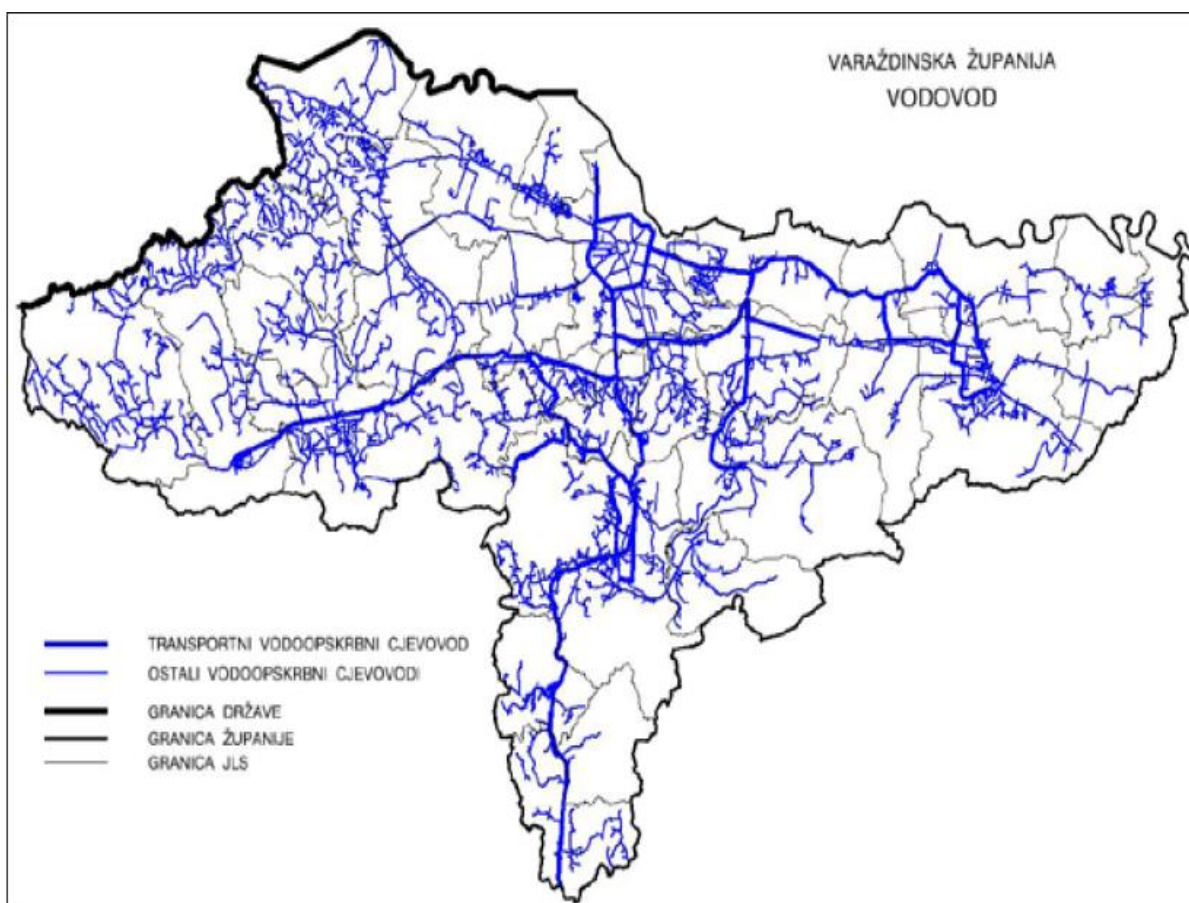 VARAŽDINSKA ŽUPANIJA
VODOVOD
TRANSPORTNI VODOOPSKRBNI CJEVOVOD
OSTALI VODOOPSKRBNI CJEVOVODI
GRANICA DRŽAVE
GRANICA ŽUPANIJE
GRANICA JLS